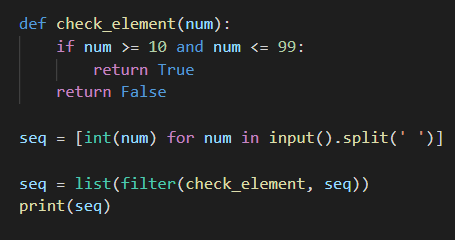 def check_element(num):
    if num >= 10 and num <= 99:
        return True
    return False

seq = [int(num) for num in input().split(' ')]

seq = list(filter(check_element, seq))
print(seq)